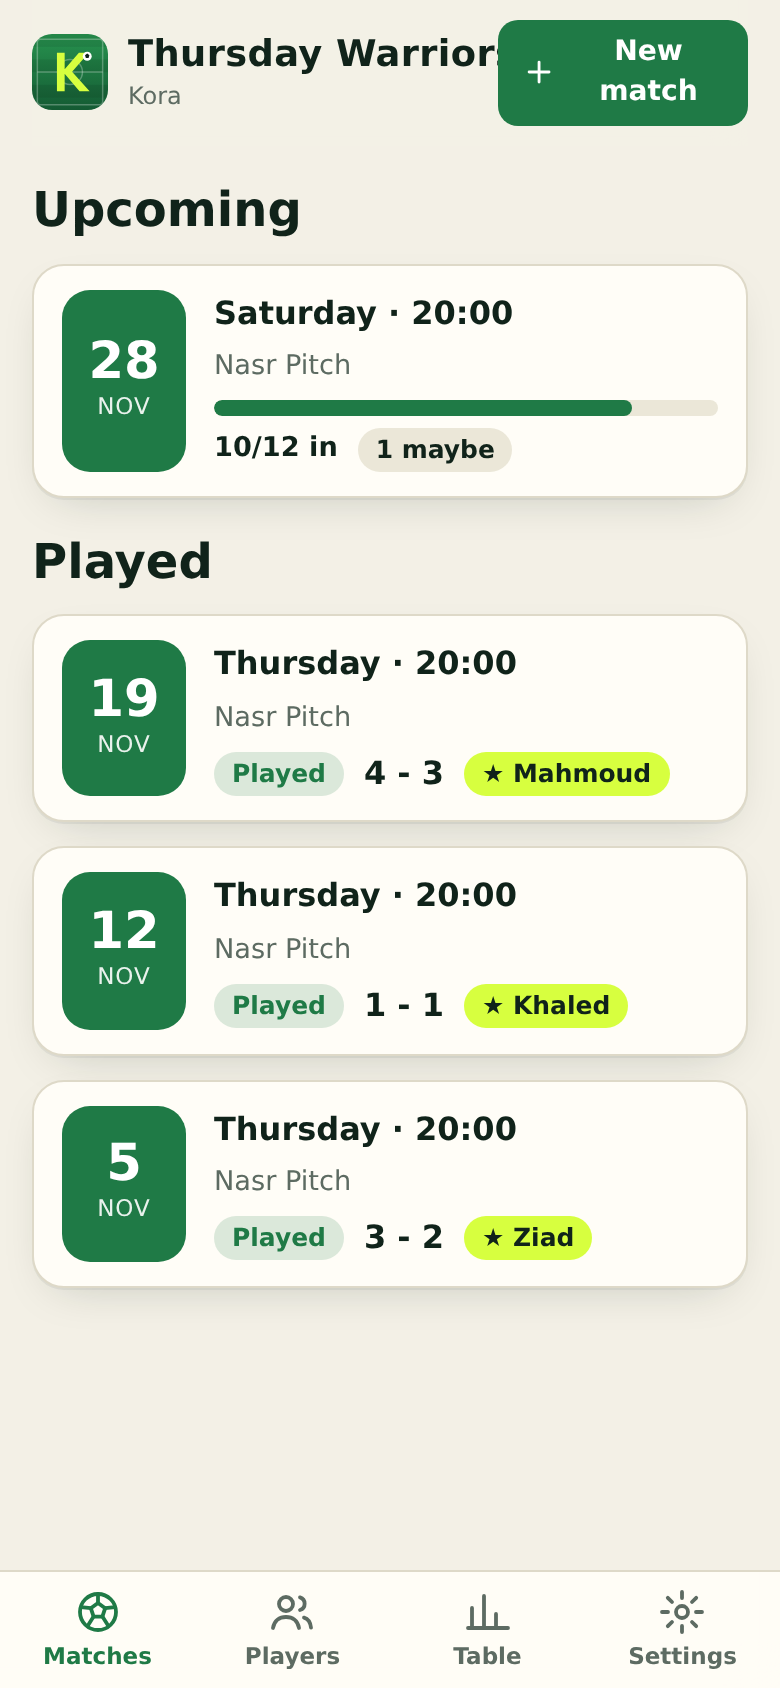 K
Thursday Warriors
Kora
New
match
Upcoming
28
NOV
Saturday · 20:00
Nasr Pitch
10/12 in
1 maybe
Played
19
NOV
Thursday · 20:00
Nasr Pitch
Played 4 - 3 ★ Mahmoud
12
NOV
Thursday · 20:00
Nasr Pitch
Played 1 - 1 ★ Khaled
5
NOV
Thursday · 20:00
Nasr Pitch
Played 3 - 2 ★ Ziad
Matches Players Table Settings